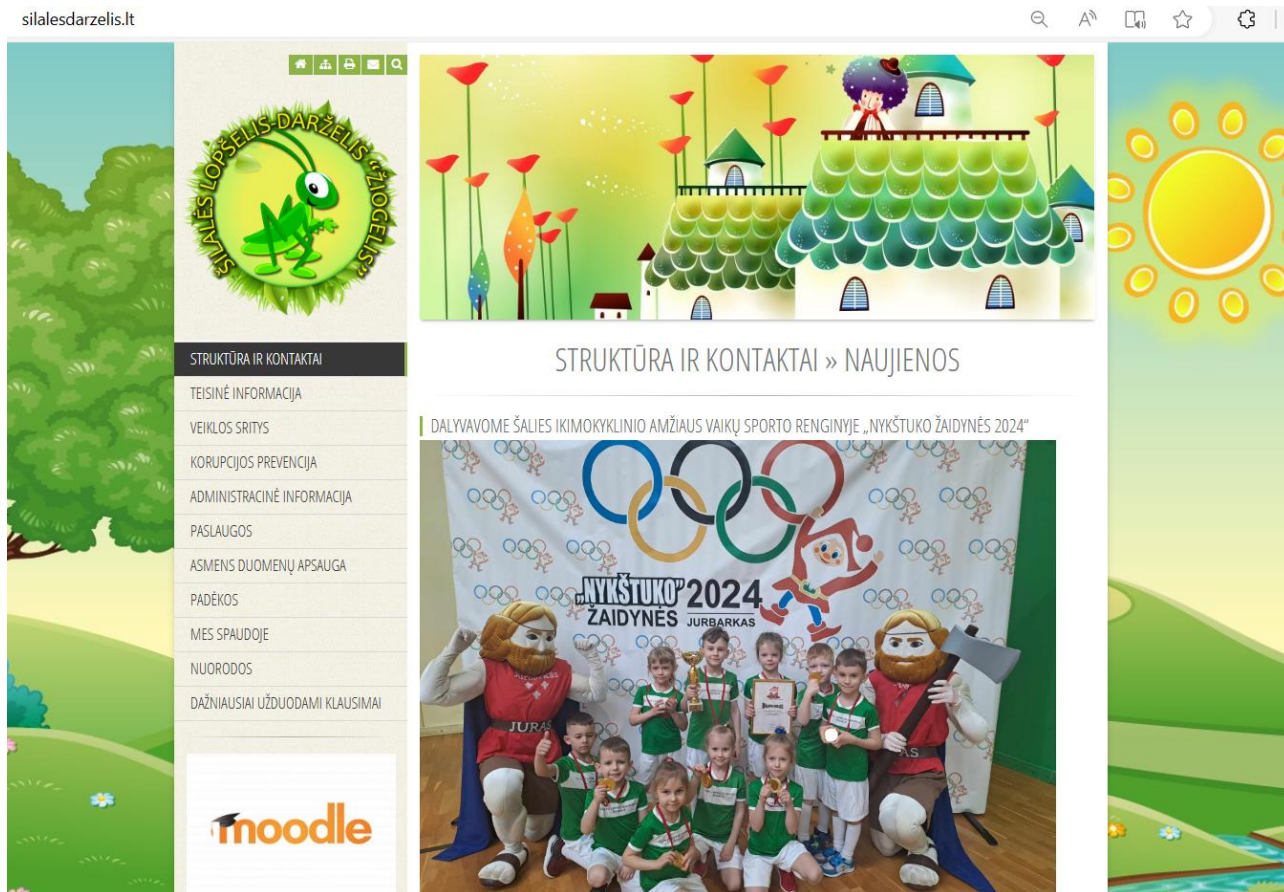 silalesdarzelis.lt
ŠILALĖS LOPŠELIS-DARŽELIS "ŽIOGELIS"
STRUKTŪRA IR KONTAKTAI
TEISINĖ INFORMACIJA
VEIKLOS SRITYS
KORUPCIJOS PREVENCIJA
ADMINISTRACINĖ INFORMACIJA
PASLAUGOS
ASMENS DUOMENŲ APSAUGA
PADĖKOS
MES SPAUDOJE
NUORODOS
DAŽNIAUSIAI UŽDUODAMI KLAUSIMAI
moodle
STRUKTŪRA IR KONTAKTAI » NAUJIENOS
DALYVAVOME ŠALIES IKIMOKYKLINIO AMŽIAUS VAIKŲ SPORTO RENGINYJE „NYKŠTUKO ŽAIDYNĖS 2024“
„NYKŠTUKO" 2024
ŽAIDYNĖS JURBARKAS
JURAS